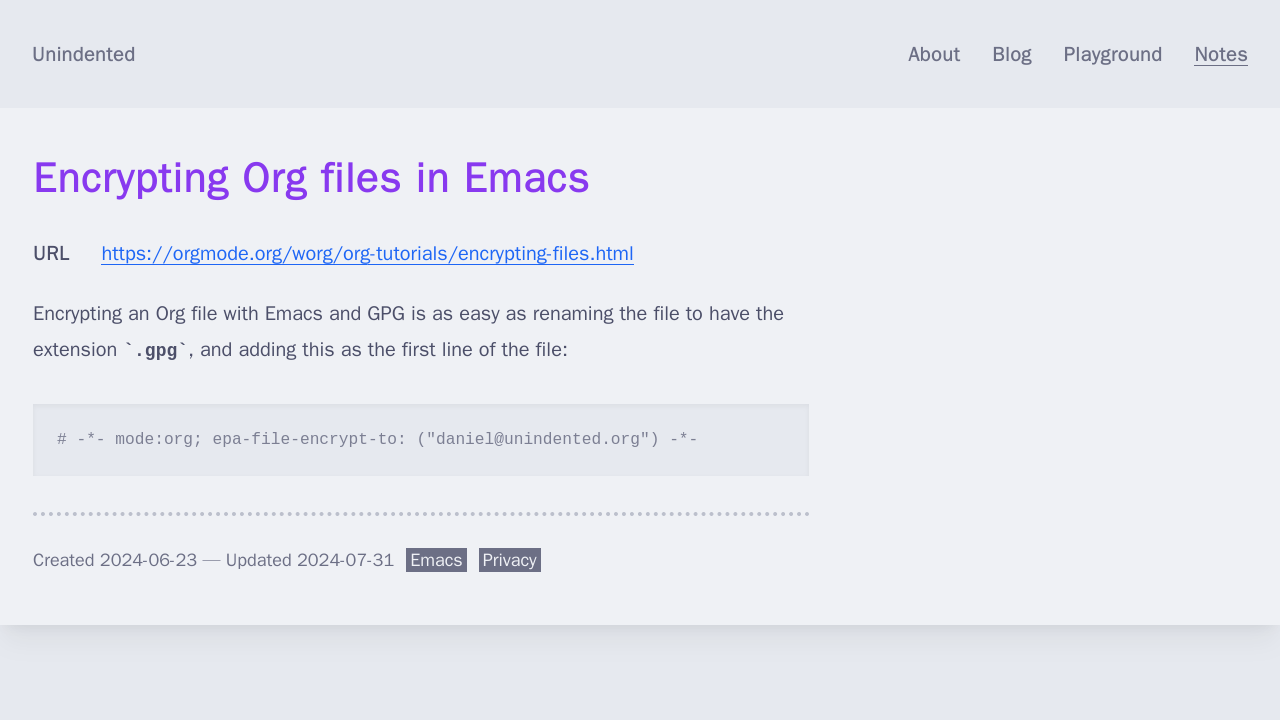 Unindented
About Blog Playground Notes
Encrypting Org files in Emacs
URL https://orgmode.org/worg/org-tutorials/encrypting-files.html
Encrypting an Org file with Emacs and GPG is as easy as renaming the file to have the
extension `.gpg`, and adding this as the first line of the file:
# -*- mode:org; epa-file-encrypt-to: ("daniel@unindented.org") -*-
Created 2024-06-23 — Updated 2024-07-31 Emacs Privacy